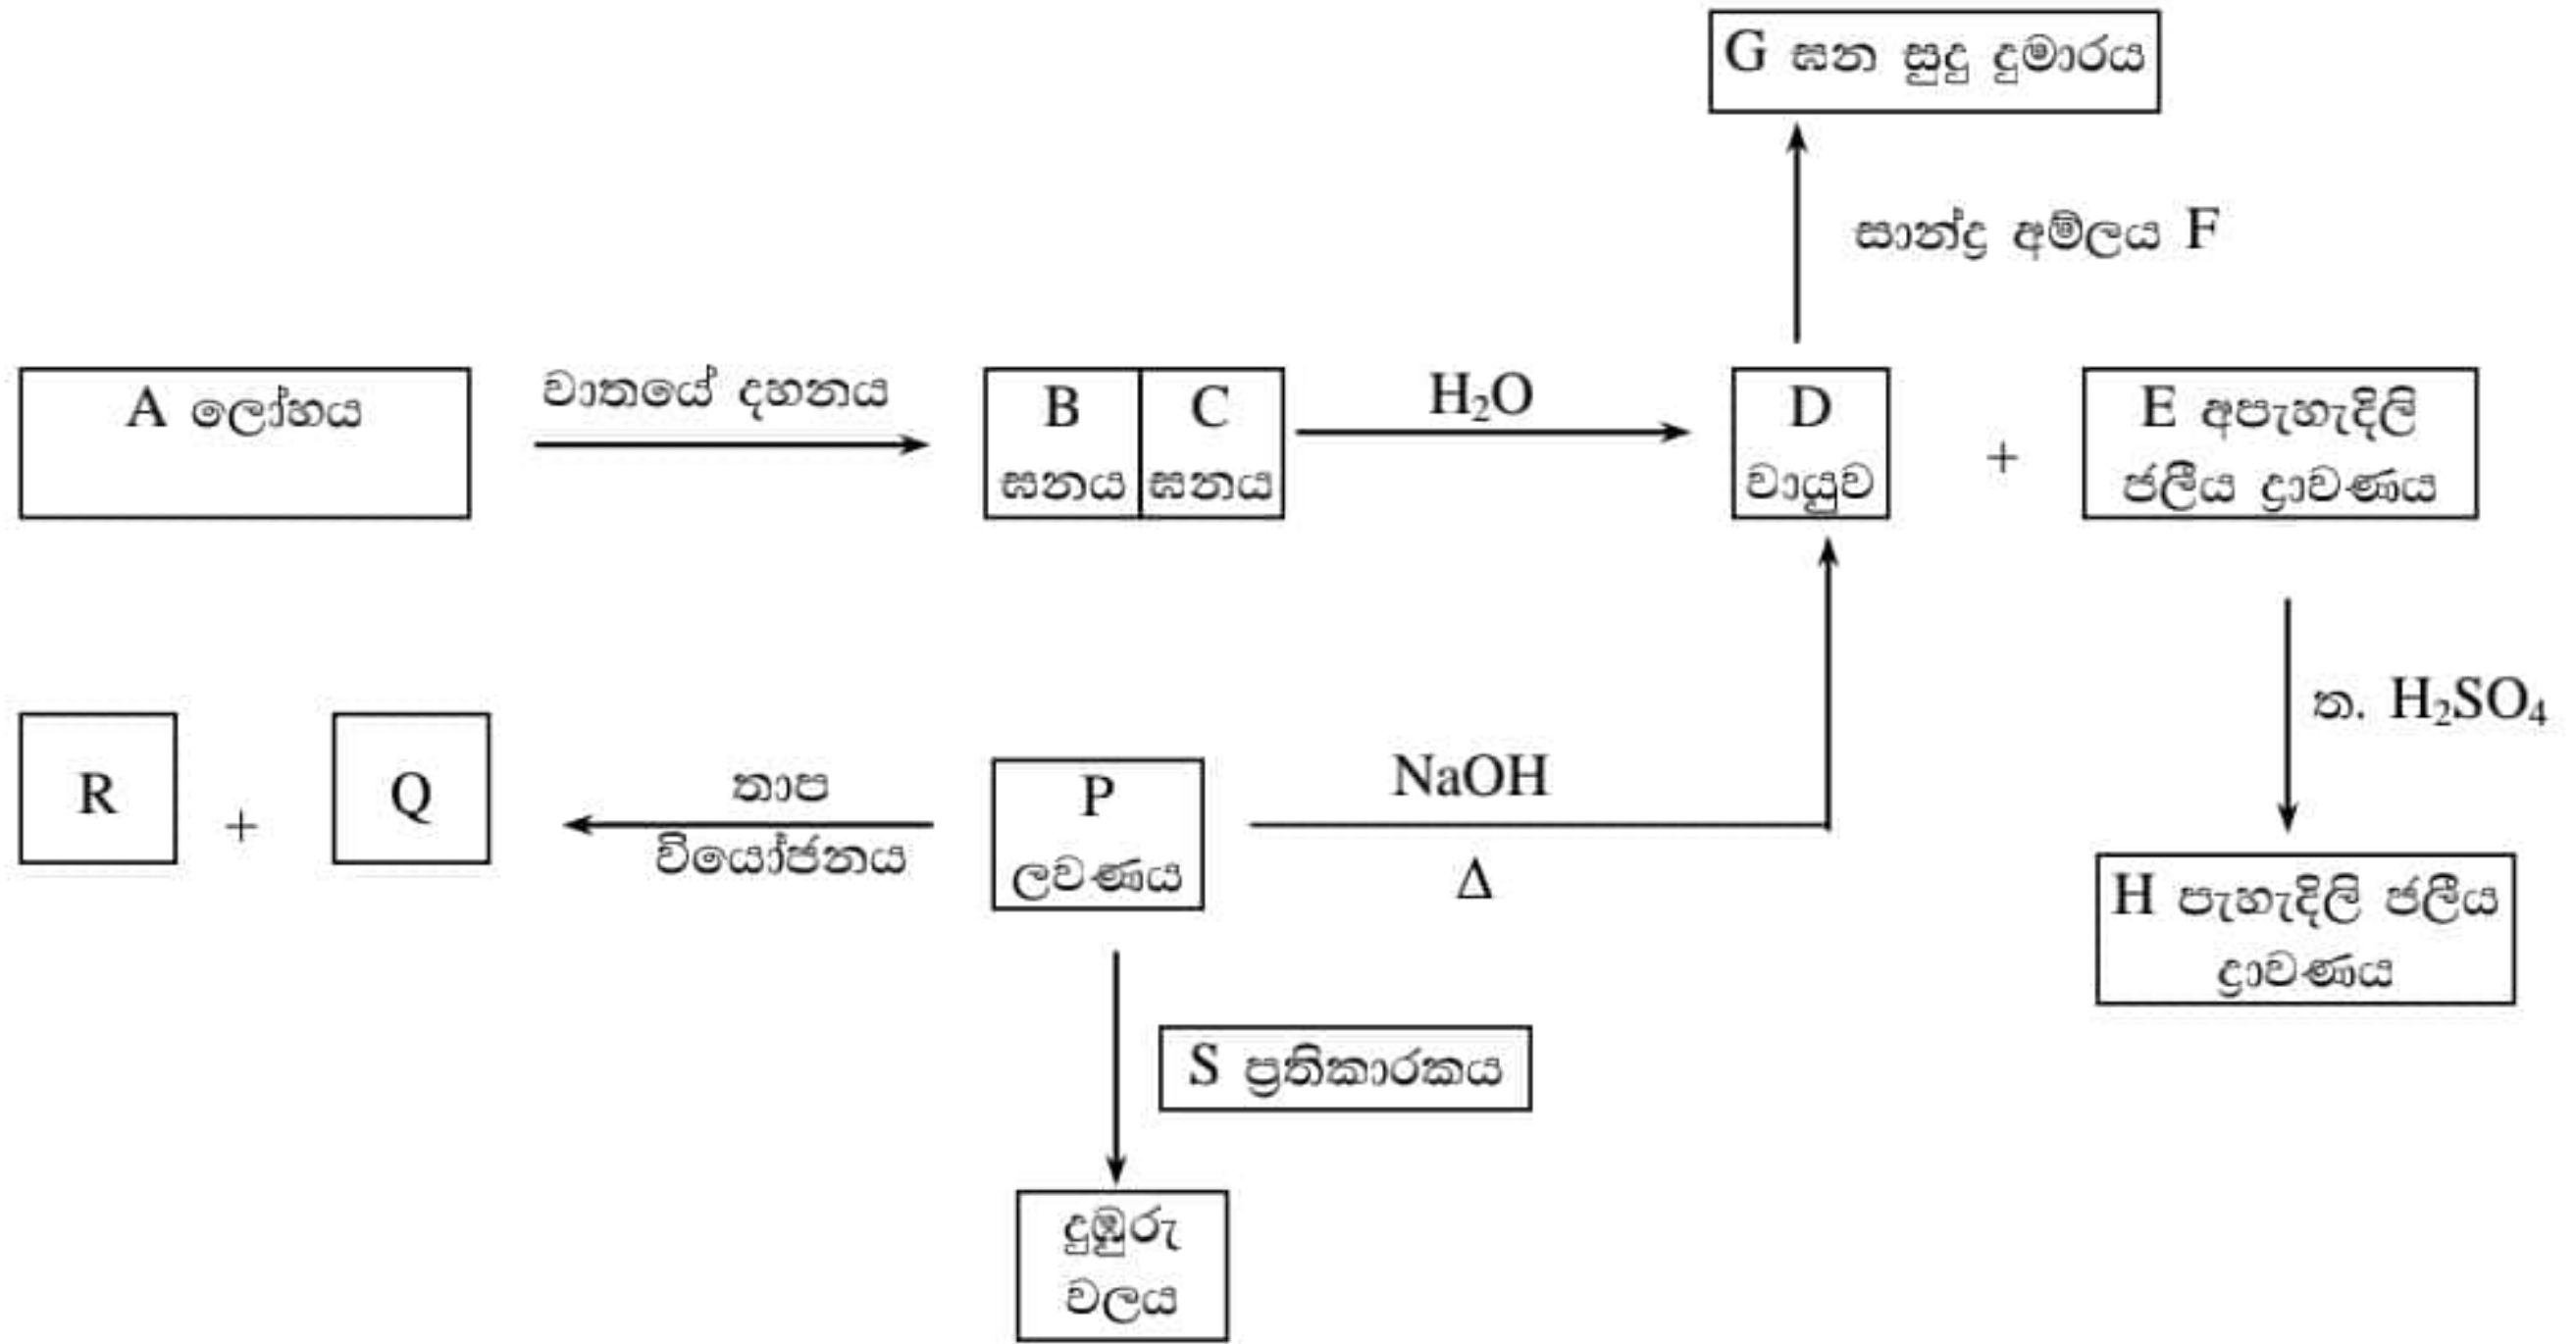 G ඝන සුදු දුමාරය
සාන්ද්‍ර අම්ලය F
A ලෝහය
වාතයේ දහනය
B
ඝනය
C
ඝනය
H₂O
D
වායුව
+
E අපැහැදිලි
ජලීය ද්‍රාවණය
ත. H₂SO₄
H පැහැදිලි ජලීය
ද්‍රාවණය
R
+
Q
තාප
වියෝජනය
P
ලවණය
NaOH
Δ
S ප්‍රතිකාරකය
දුඹුරු
වලය